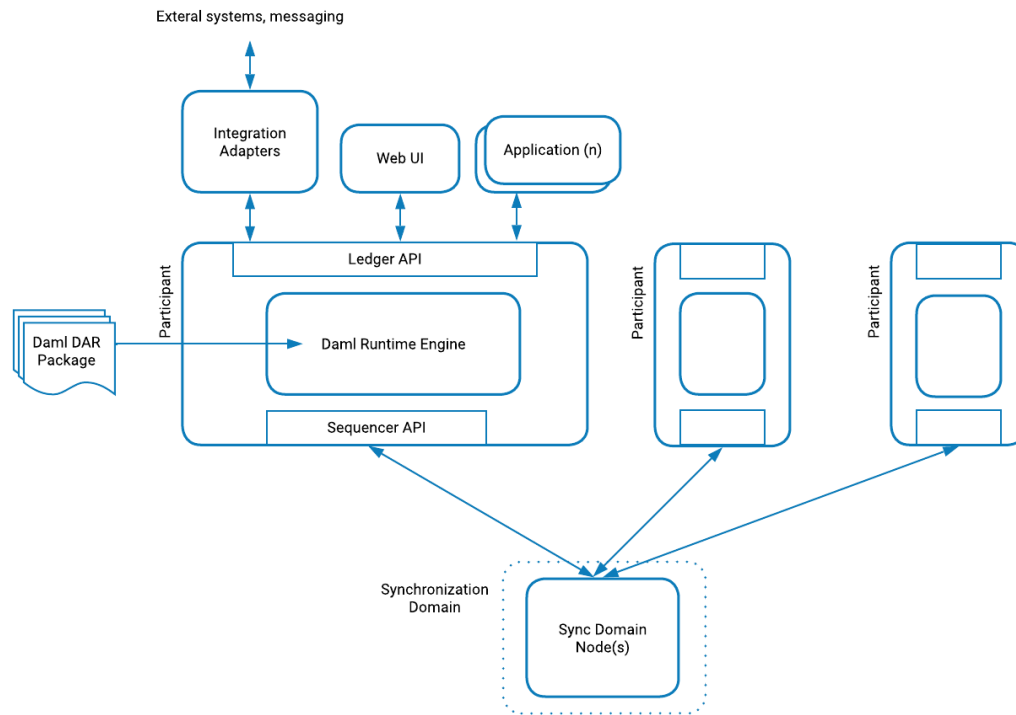 Exteral systems, messaging
Integration
Adapters
Web UI
Application (n)
Ledger API
Participant
Daml Runtime Engine
Daml DAR
Package
Sequencer API
Participant
Participant
Synchronization
Domain
Sync Domain
Node(s)